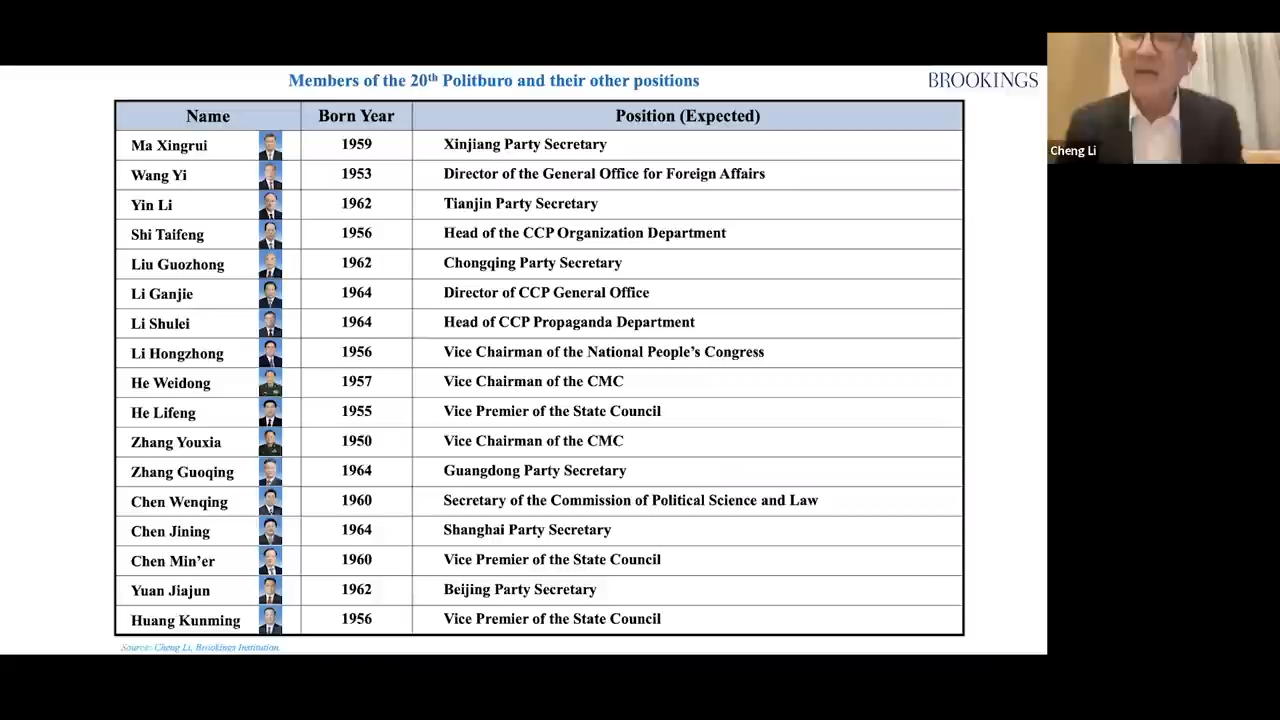 Members of the 20th Politburo and their other positions
BROOKINGS
Name Born Year Position (Expected)
Ma Xingrui 1959 Xinjiang Party Secretary
Wang Yi 1953 Director of the General Office for Foreign Affairs
Yin Li 1962 Tianjin Party Secretary
Shi Taifeng 1956 Head of the CCP Organization Department
Liu Guozhong 1962 Chongqing Party Secretary
Li Ganjie 1964 Director of CCP General Office
Li Shulei 1964 Head of CCP Propaganda Department
Li Hongzhong 1956 Vice Chairman of the National People's Congress
He Weidong 1957 Vice Chairman of the CMC
He Lifeng 1955 Vice Premier of the State Council
Zhang Youxia 1950 Vice Chairman of the CMC
Zhang Guoqing 1964 Guangdong Party Secretary
Chen Wenqing 1960 Secretary of the Commission of Political Science and Law
Chen Jining 1964 Shanghai Party Secretary
Chen Min'er 1960 Vice Premier of the State Council
Yuan Jiajun 1962 Beijing Party Secretary
Huang Kunming 1956 Vice Premier of the State Council
Source: Cheng Li, Brookings Institution.
Cheng Li